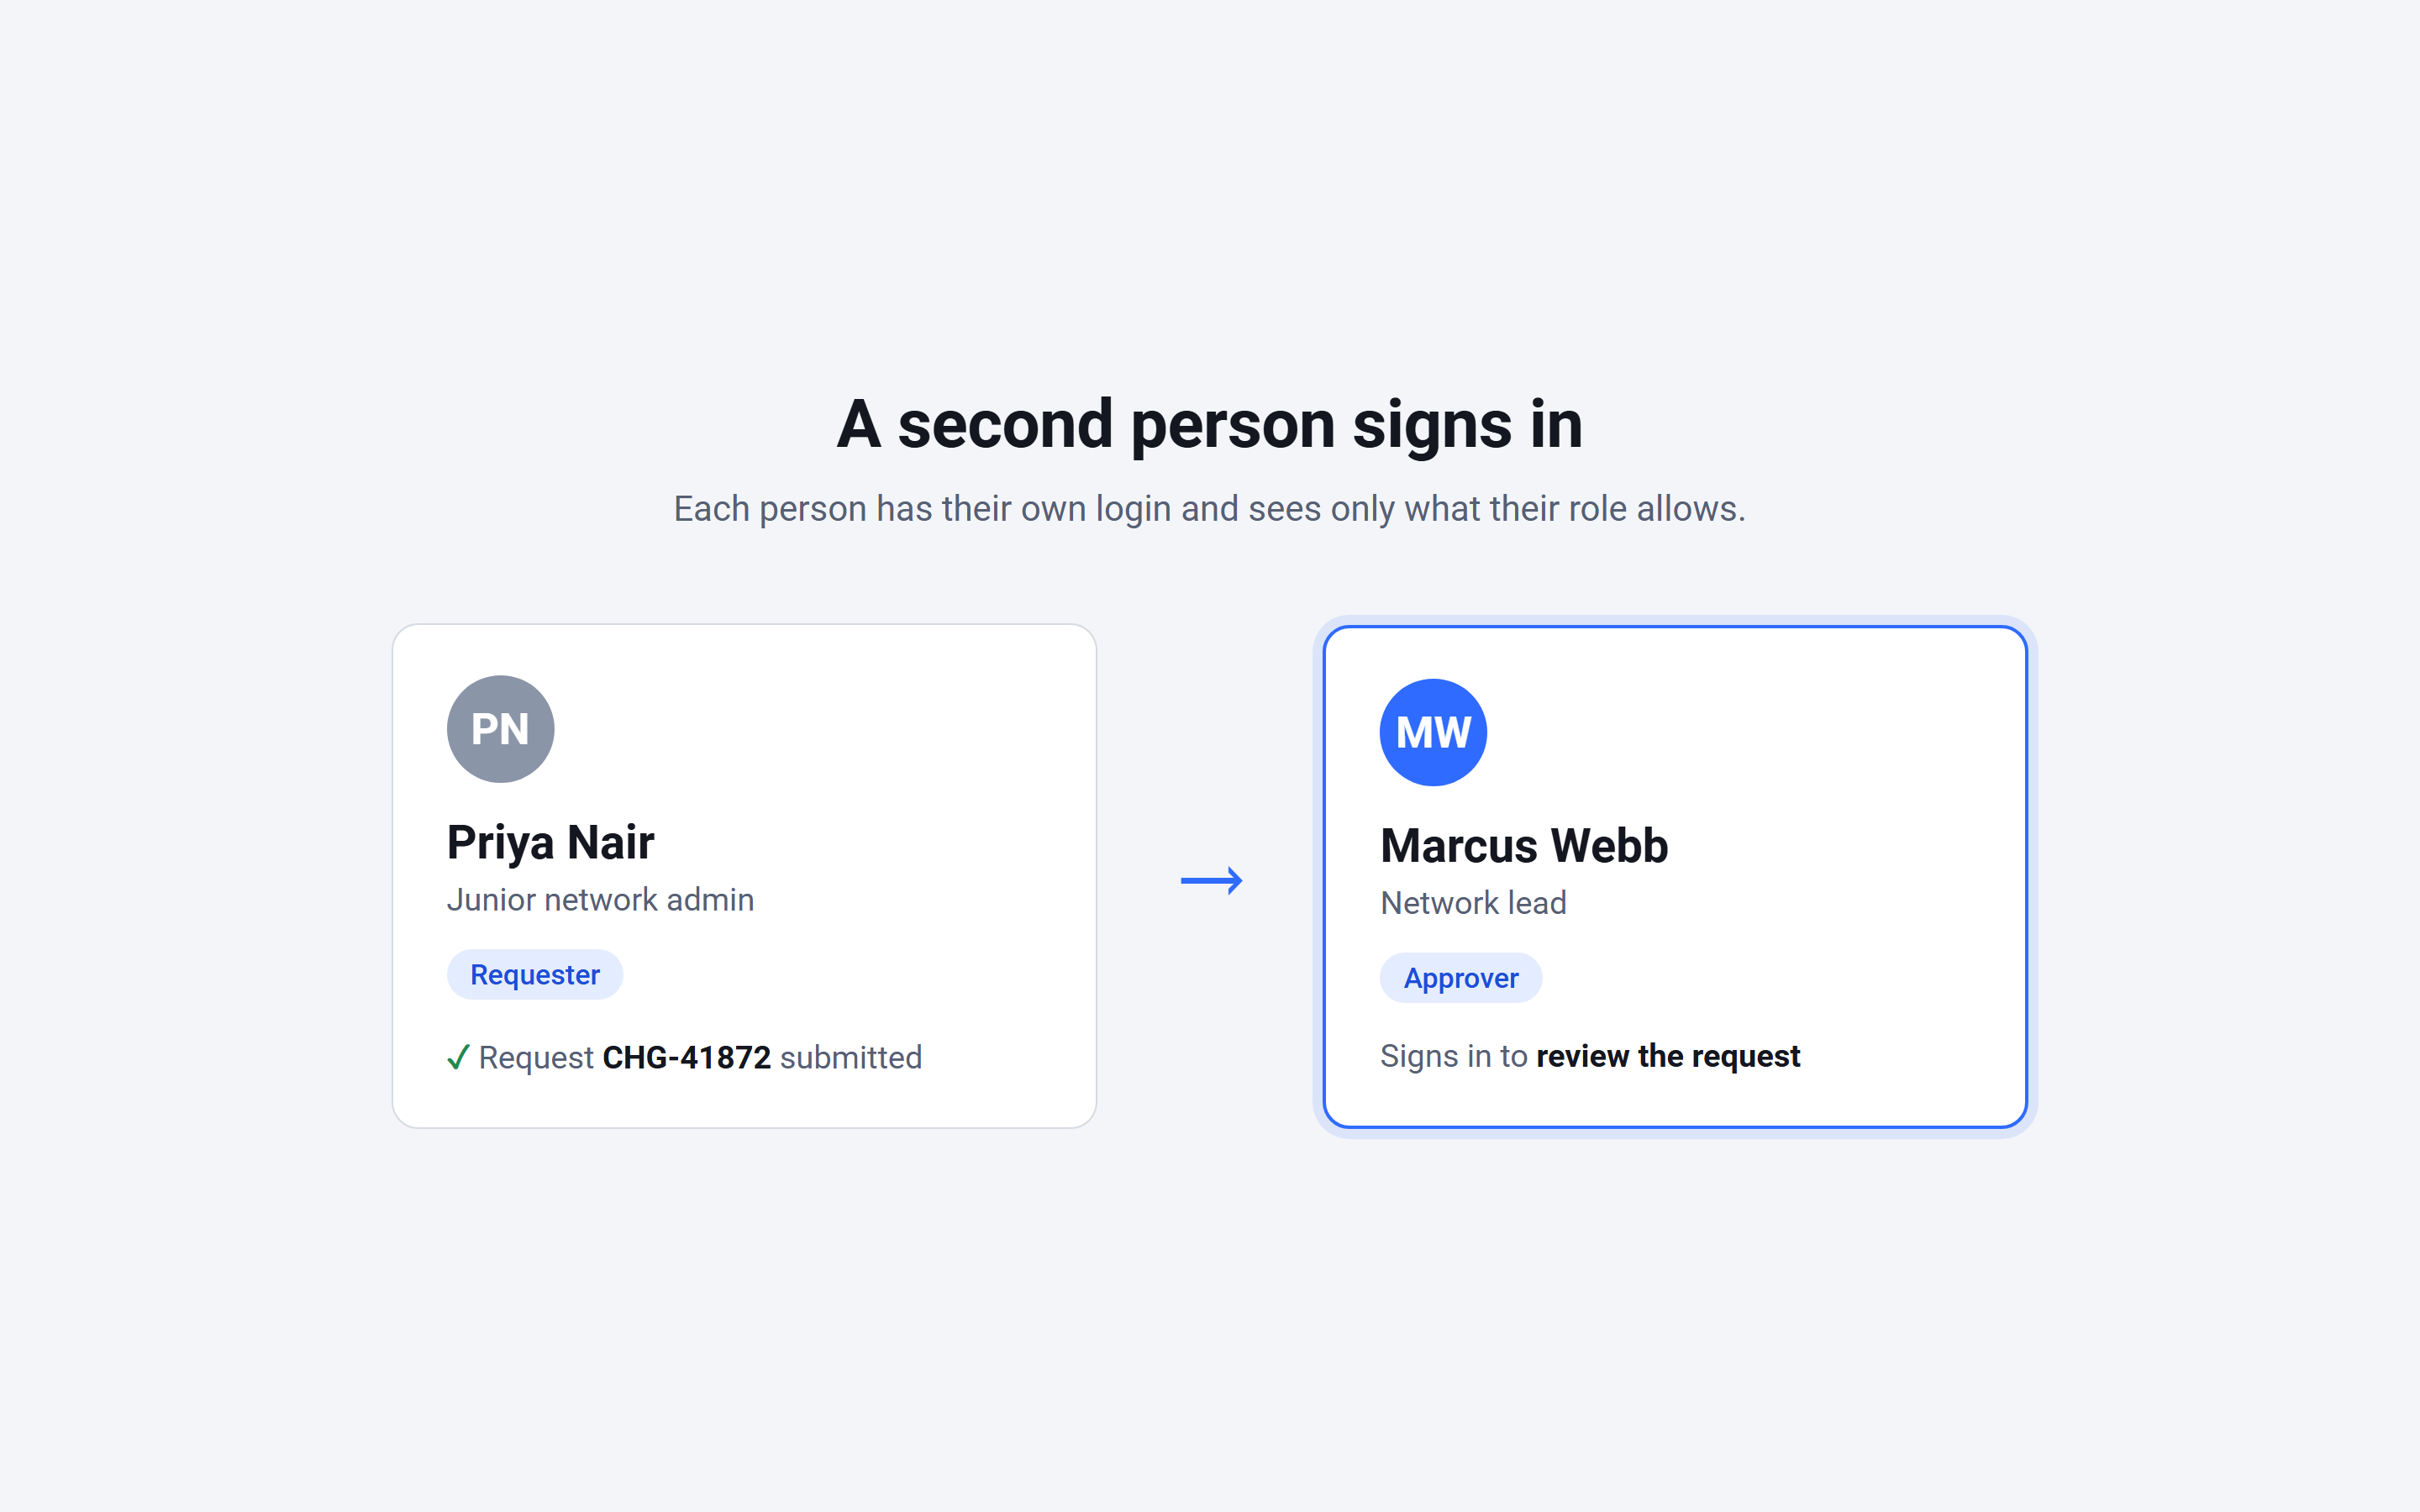 A second person signs in
Each person has their own login and sees only what their role allows.
PN
Priya Nair
Junior network admin
Requester
✓ Request CHG-41872 submitted
→
MW
Marcus Webb
Network lead
Approver
Signs in to review the request